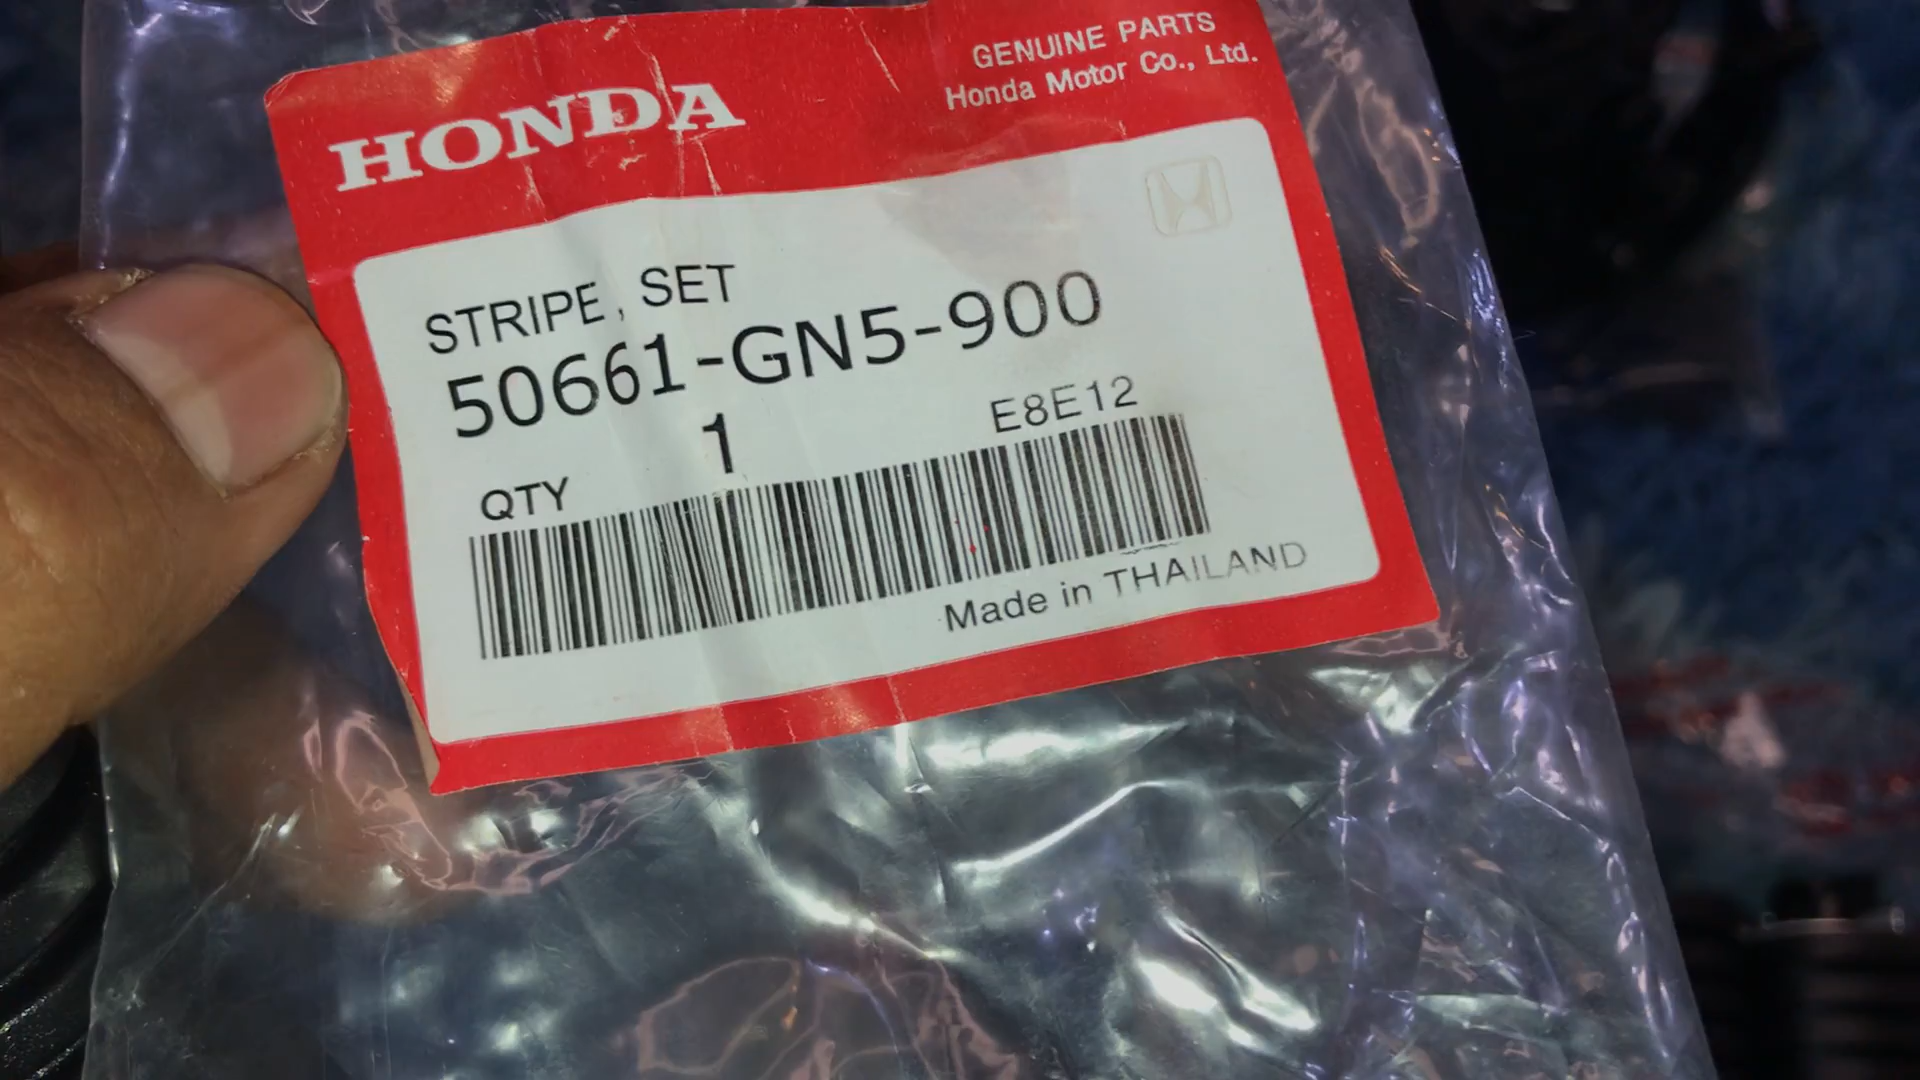 HONDA
GENUINE PARTS
Honda Motor Co., Ltd.
STRIPE, SET
50661-GN5-900
1
E8E12
QTY
Made in THAILAND